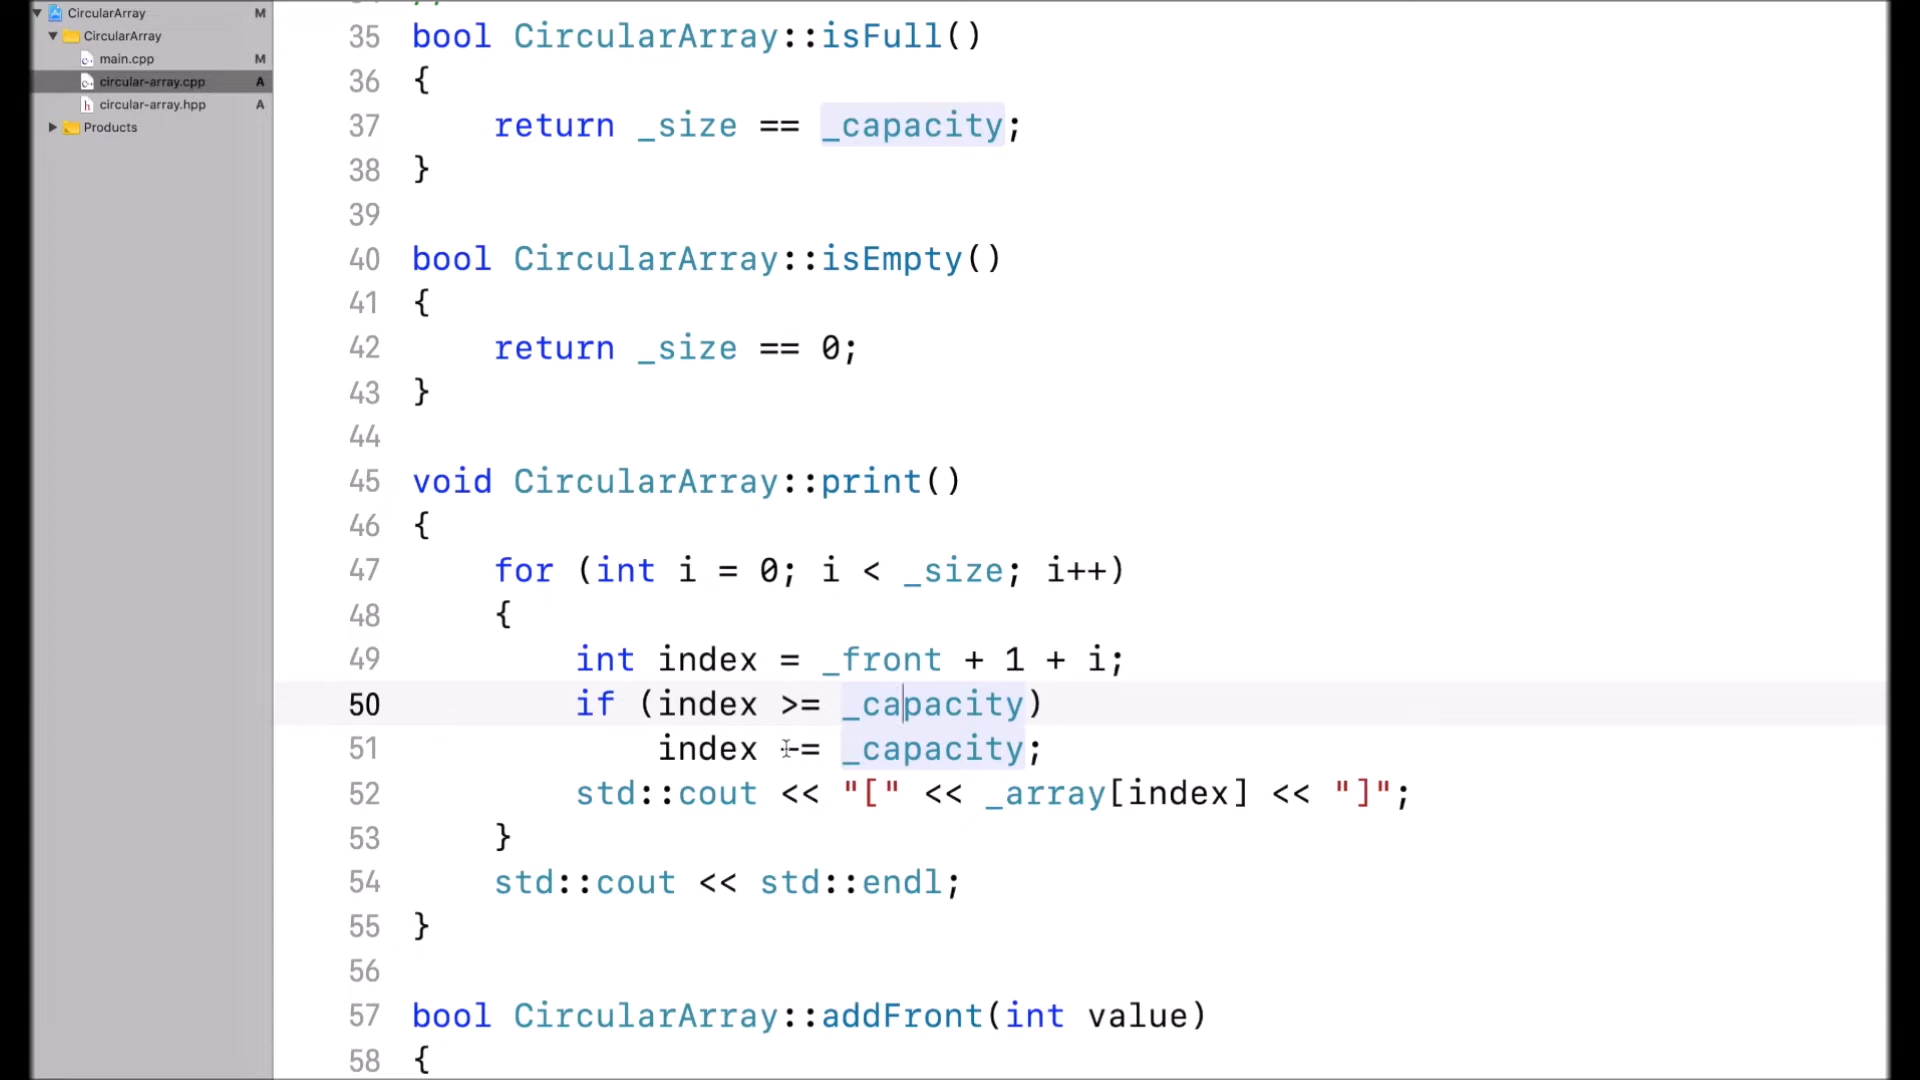 CircularArray M
CircularArray
main.cpp M
circular-array.cpp A
circular-array.hpp A
Products
35 bool CircularArray::isFull()
36 {
37     return _size == _capacity;
38 }
39
40 bool CircularArray::isEmpty()
41 {
42     return _size == 0;
43 }
44
45 void CircularArray::print()
46 {
47     for (int i = 0; i < _size; i++)
48     {
49         int index = _front + 1 + i;
50         if (index >= _capacity)
51             index -= _capacity;
52         std::cout << "[" << _array[index] << "]";
53     }
54     std::cout << std::endl;
55 }
56
57 bool CircularArray::addFront(int value)
58 {